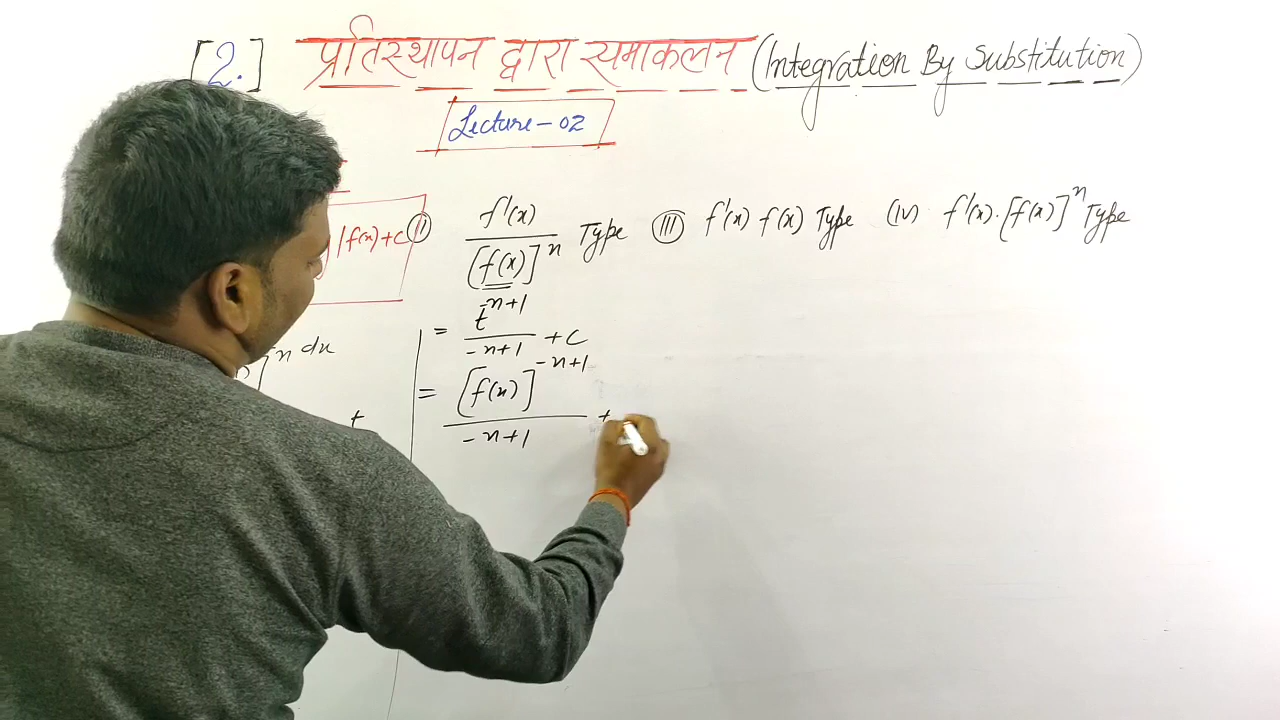 [2.] प्रतिस्थापन द्वारा समाकलन (Integration By Substitution)
Lecture-02
| f(x)+c
(II) f'(x) / [f(x)]^n Type (III) f'(x) f(x) Type (IV) f'(x).[f(x)]^n Type
= t^-n+1 / -n+1 + c
]^n dx
= [f(x)]^-n+1 / -n+1 +
t